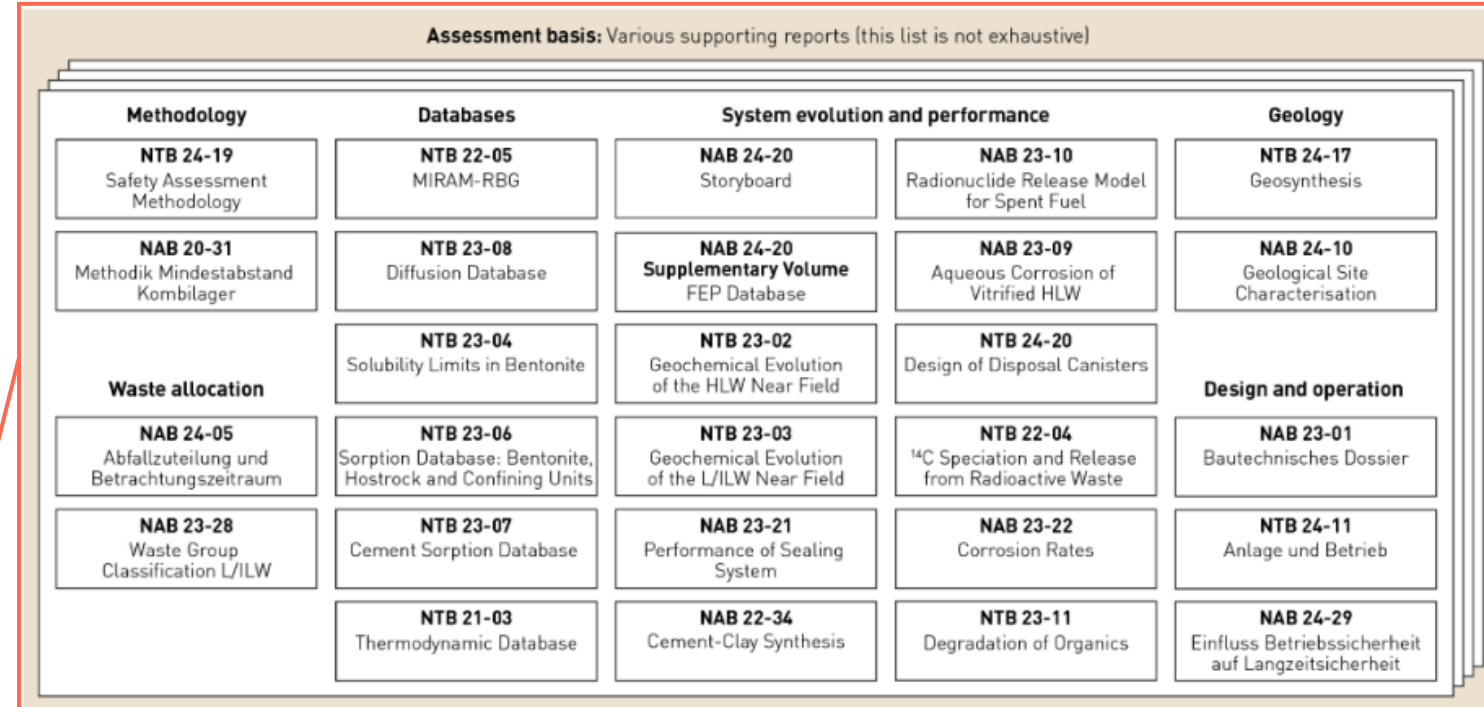 Assessment basis: Various supporting reports (this list is not exhaustive)
Methodology
NTB 24-19
Safety Assessment
Methodology
NAB 20-31
Methodik Mindestabstand
Kombilager
Waste allocation
NAB 24-05
Abfallzuteilung und
Betrachtungszeitraum
NAB 23-28
Waste Group
Classification L/ILW
Databases
NTB 22-05
MIRAM-RBG
NTB 23-08
Diffusion Database
NTB 23-04
Solubility Limits in Bentonite
NTB 23-06
Sorption Database: Bentonite,
Hostrock and Confining Units
NTB 23-07
Cement Sorption Database
NTB 21-03
Thermodynamic Database
System evolution and performance
NAB 24-20
Storyboard
NAB 24-20
Supplementary Volume
FEP Database
NTB 23-02
Geochemical Evolution
of the HLW Near Field
NTB 23-03
Geochemical Evolution
of the L/ILW Near Field
NAB 23-21
Performance of Sealing
System
NAB 22-34
Cement-Clay Synthesis
NAB 23-10
Radionuclide Release Model
for Spent Fuel
NAB 23-09
Aqueous Corrosion of
Vitrified HLW
NTB 24-20
Design of Disposal Canisters
NTB 22-04
¹⁴C Speciation and Release
from Radioactive Waste
NAB 23-22
Corrosion Rates
NTB 23-11
Degradation of Organics
Geology
NTB 24-17
Geosynthesis
NAB 24-10
Geological Site
Characterisation
Design and operation
NAB 23-01
Bautechnisches Dossier
NTB 24-11
Anlage und Betrieb
NAB 24-29
Einfluss Betriebssicherheit
auf Langzeitsicherheit